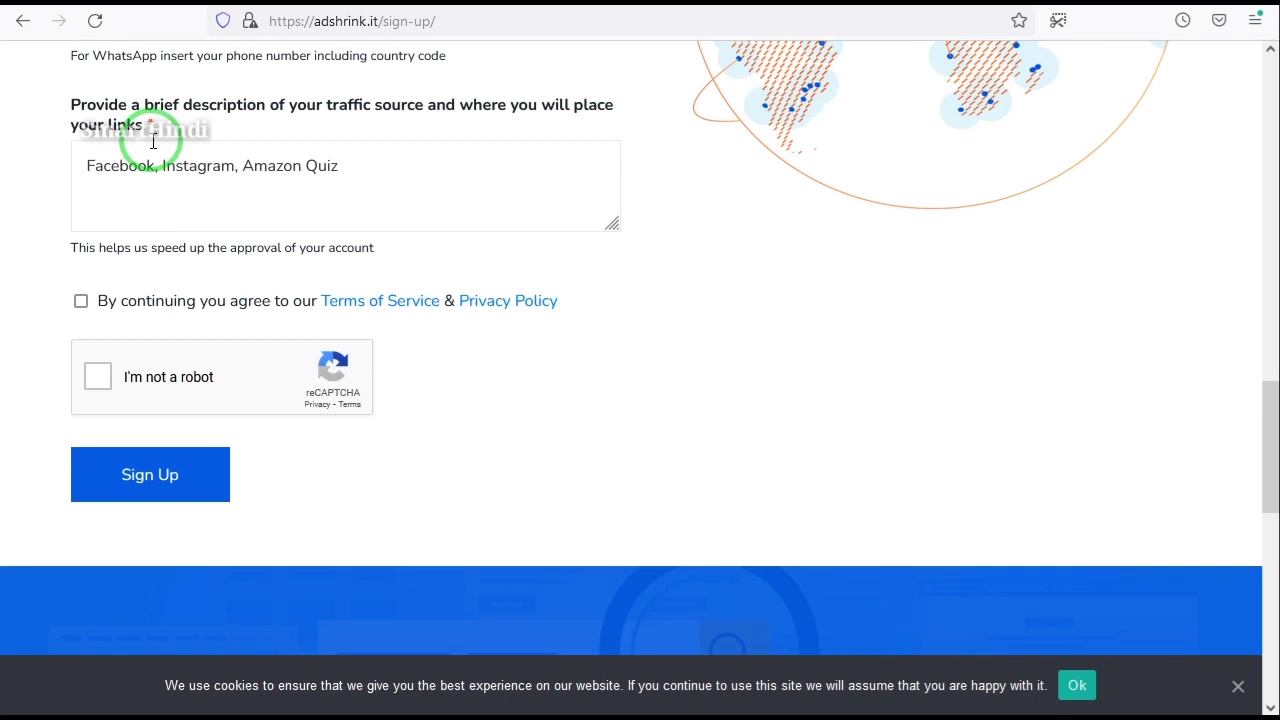 https://adshrink.it/sign-up/
For WhatsApp insert your phone number including country code
Provide a brief description of your traffic source and where you will place
your links *
SmartHindi
Facebook, Instagram, Amazon Quiz
This helps us speed up the approval of your account
By continuing you agree to our Terms of Service & Privacy Policy
I'm not a robot
reCAPTCHA
Privacy - Terms
Sign Up
We use cookies to ensure that we give you the best experience on our website. If you continue to use this site we will assume that you are happy with it.
Ok